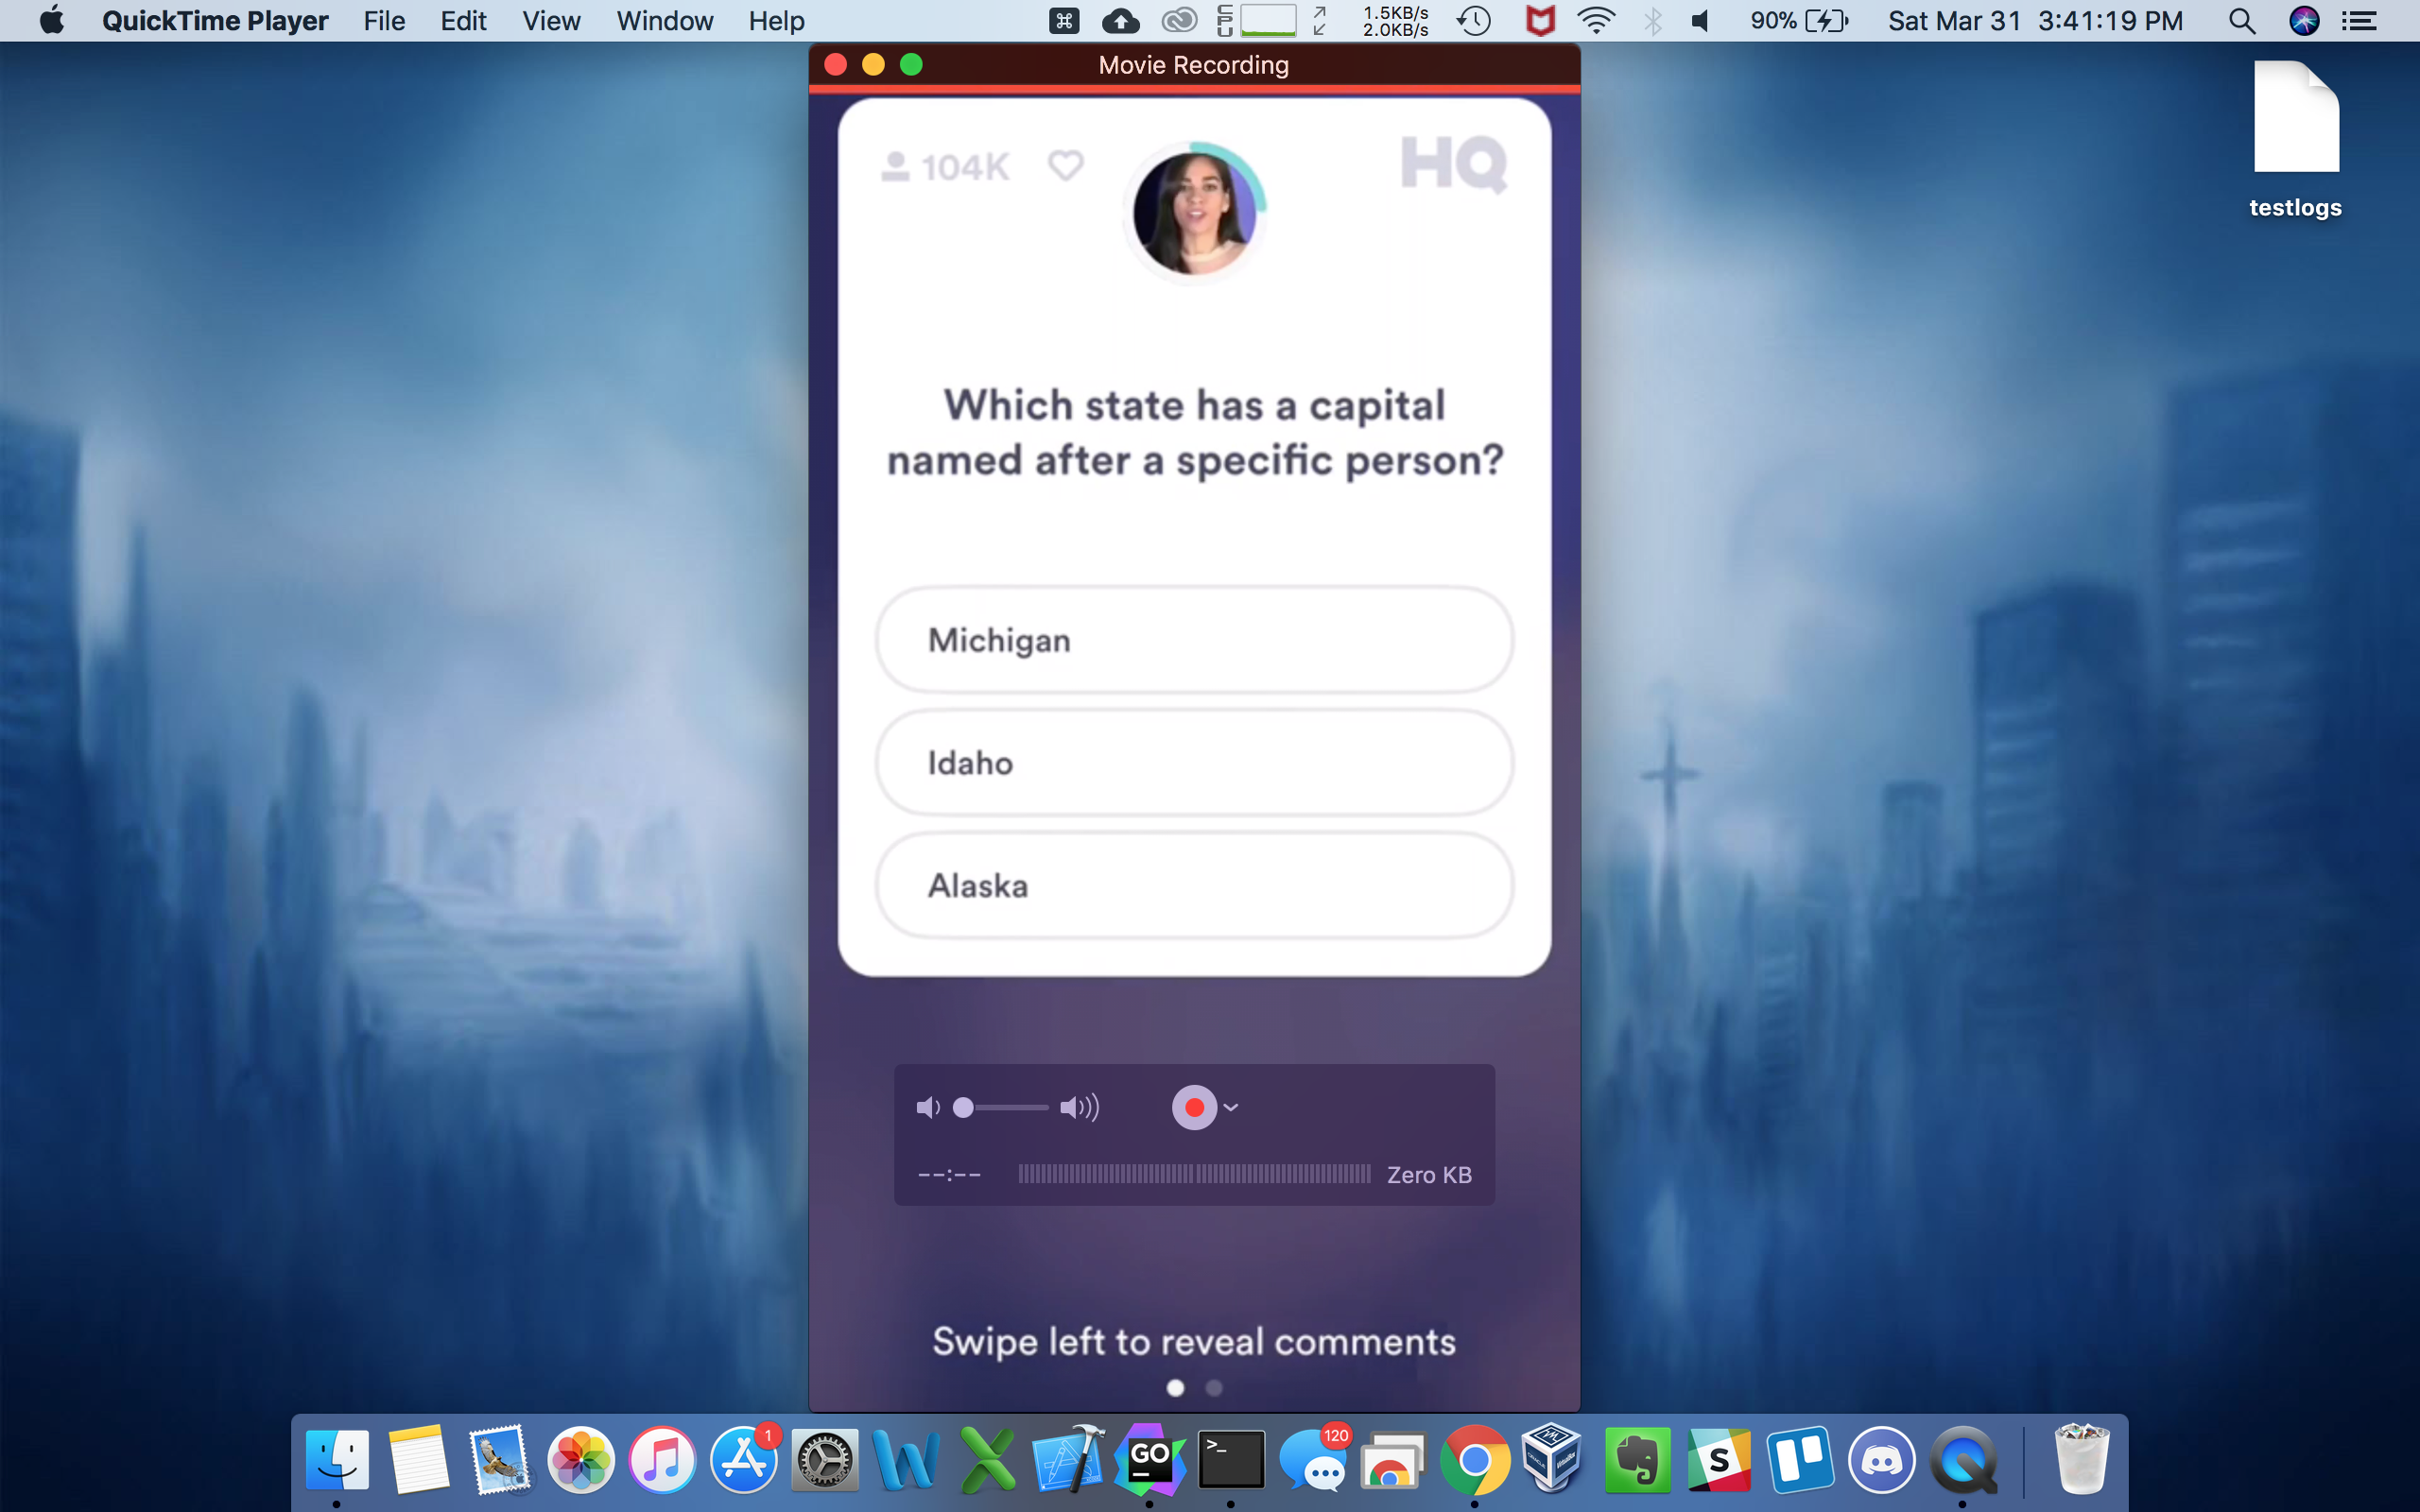 QuickTime Player File Edit View Window Help CPU 1.5KB/s 2.0KB/s 90% Sat Mar 31 3:41:19 PM
Movie Recording
104K HQ
testlogs
Which state has a capital
named after a specific person?
Michigan
Idaho
Alaska
--:-- Zero KB
Swipe left to reveal comments
1
GO
>_
120
S